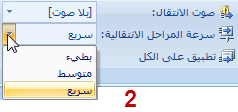 صوت الانتقال: [بلا صوت]
سرعة المراحل الانتقالية: سريع
تطبيق على الكل
بطيء
متوسط
سريع
2